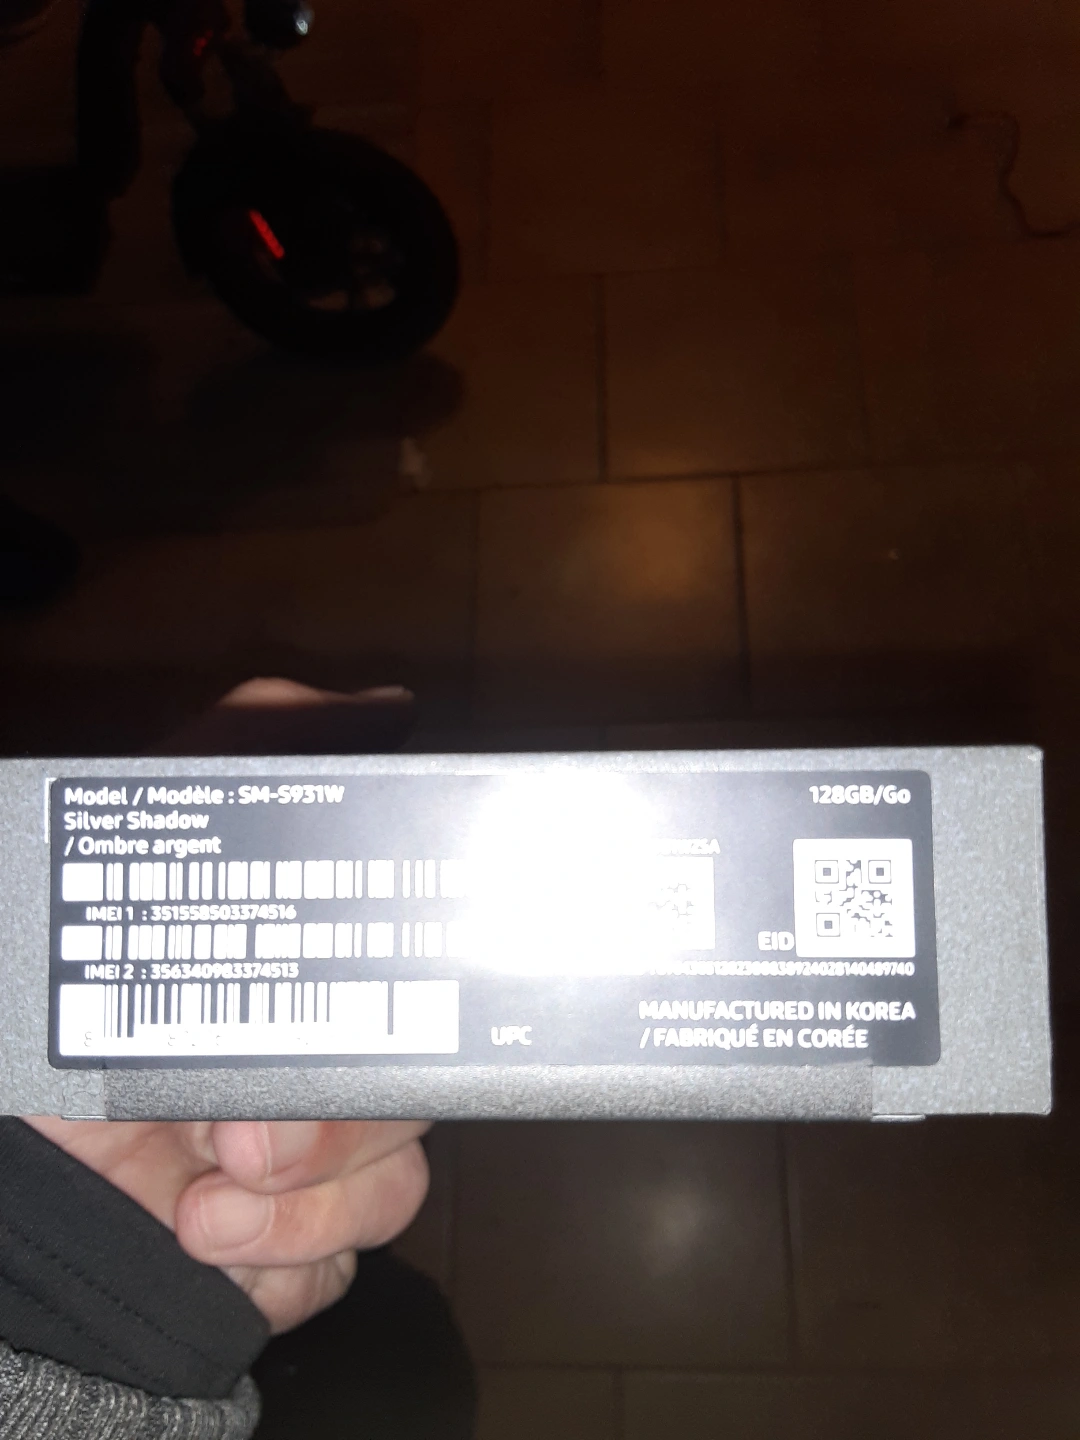 Model / Modèle : SM-S931W
128GB/Go
Silver Shadow
/ Ombre argent
IMEI 1 : 351558503374516
IMEI 2 : 356340983374513
EID
UPC
MANUFACTURED IN KOREA
/ FABRIQUÉ EN CORÉE